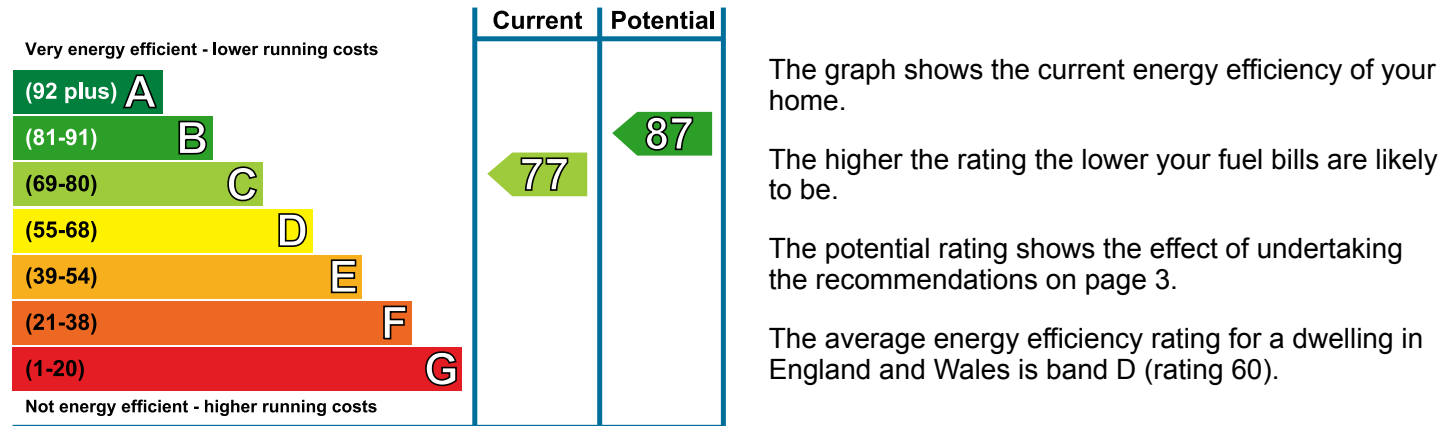 Current Potential
Very energy efficient - lower running costs
(92 plus) A
(81-91) B
87
(69-80) C
77
(55-68) D
(39-54) E
(21-38) F
(1-20) G
Not energy efficient - higher running costs
The graph shows the current energy efficiency of your
home.
The higher the rating the lower your fuel bills are likely
to be.
The potential rating shows the effect of undertaking
the recommendations on page 3.
The average energy efficiency rating for a dwelling in
England and Wales is band D (rating 60).